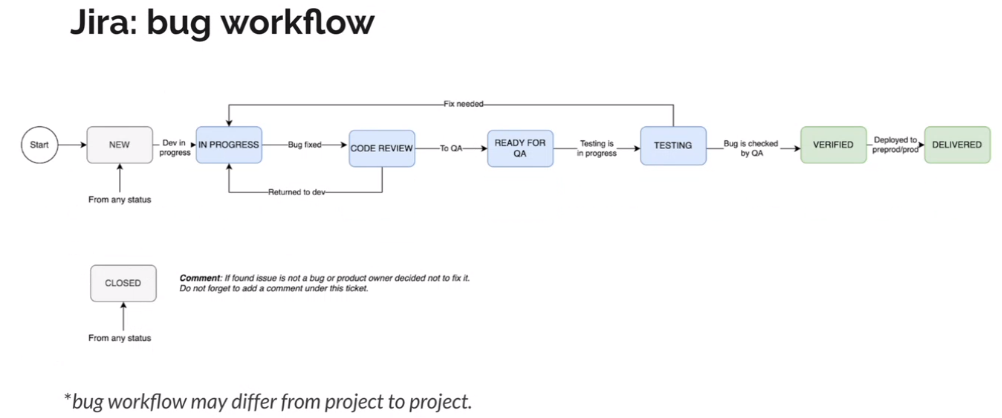 Jira: bug workflow
Fix needed
Start
NEW
Dev in
progress
IN PROGRESS
Bug fixed
CODE REVIEW
To QA
READY FOR
QA
Testing is
in progress
TESTING
Bug is checked
by QA
VERIFIED
Deployed to
preprod/prod
DELIVERED
Returned to dev
From any status
CLOSED
Comment: If found issue is not a bug or product owner decided not to fix it.
Do not forget to add a comment under this ticket.
From any status
*bug workflow may differ from project to project.